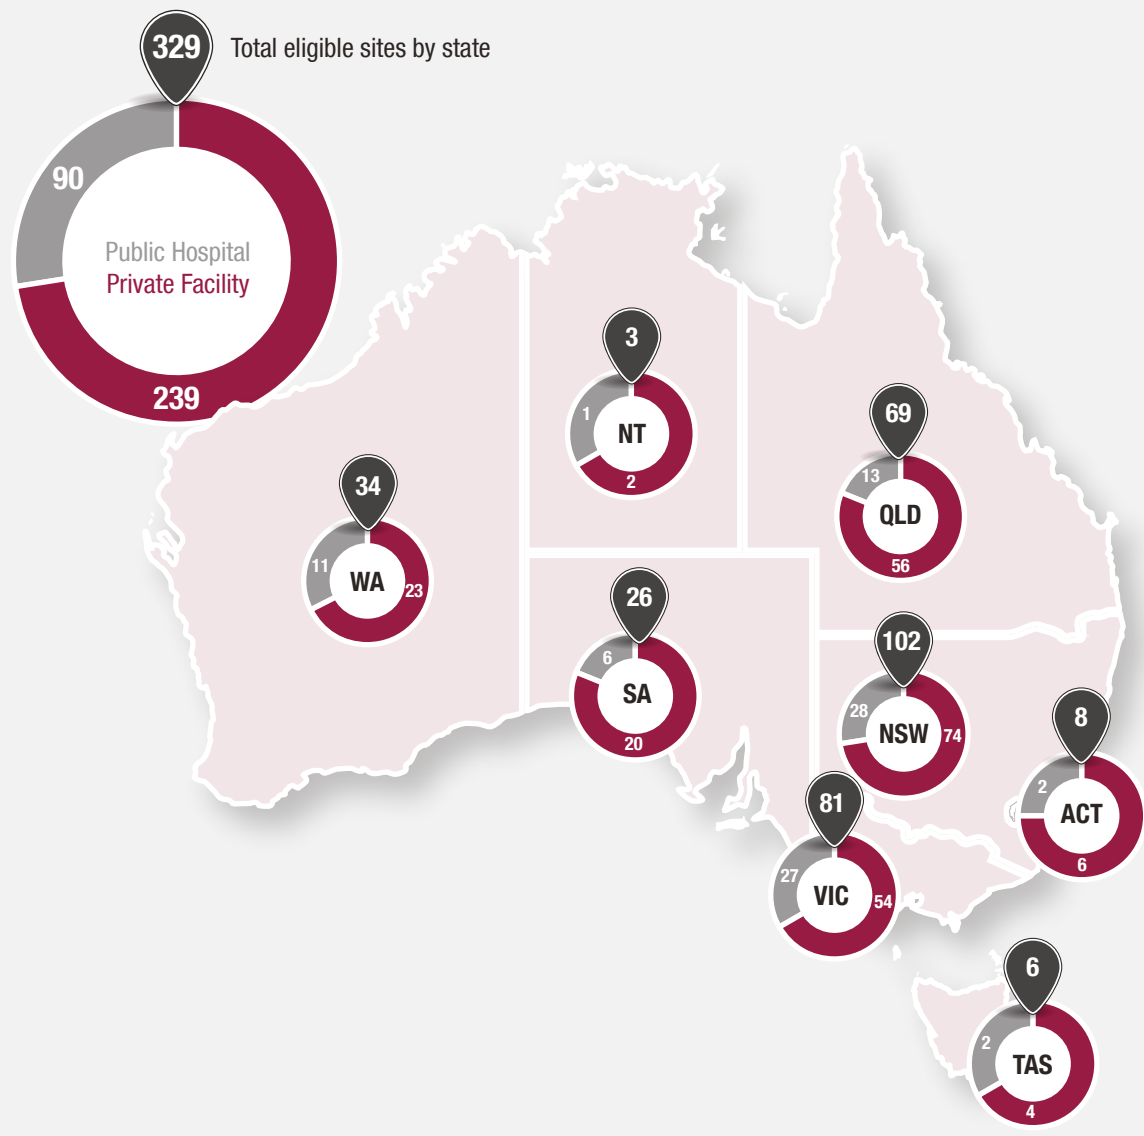 329
Total eligible sites by state
90
Public Hospital
Private Facility
239
3
1
NT
2
69
13
QLD
56
34
11
WA
23
26
6
SA
20
102
28
NSW
74
8
2
ACT
6
81
27
VIC
54
6
2
TAS
4